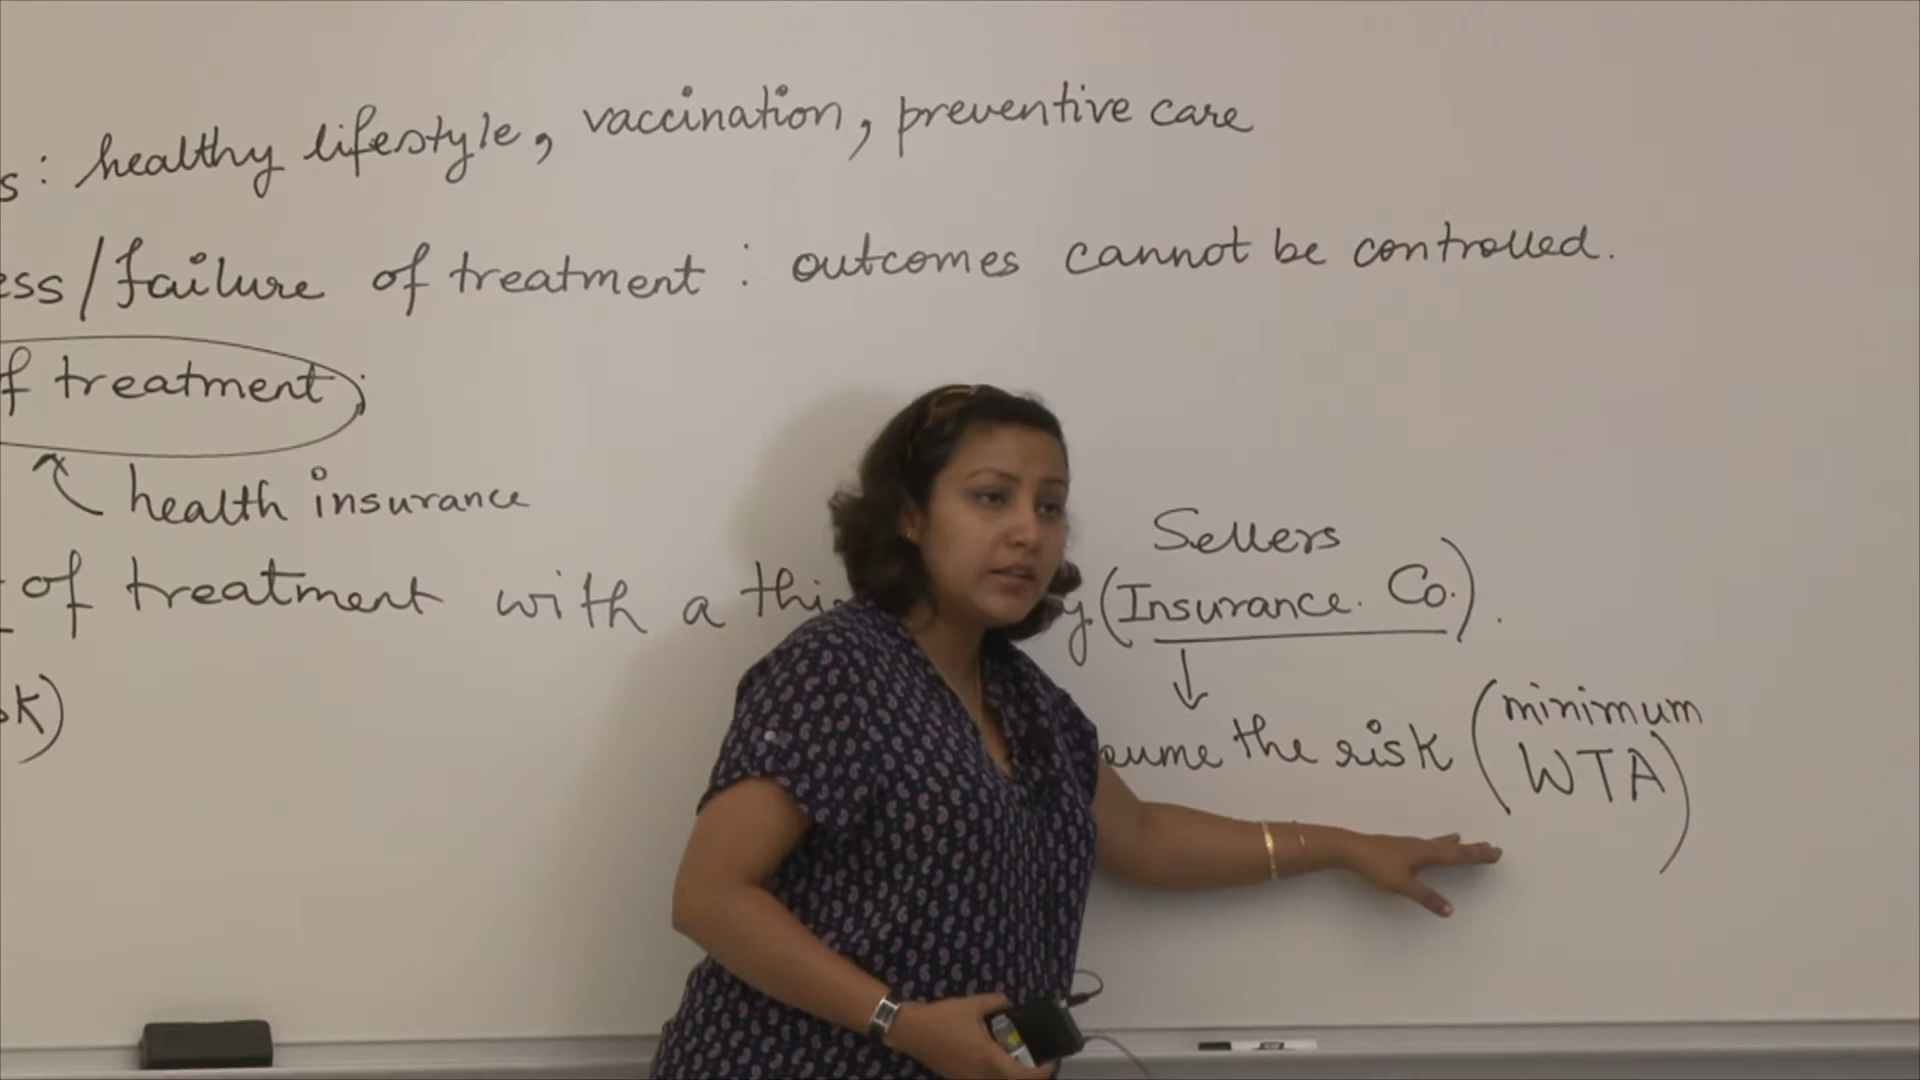 s: healthy lifestyle, vaccination, preventive care
ess/failure of treatment: outcomes cannot be controlled.
f treatment;
health insurance
Sellers
of treatment with a thi y. (Insurance. Co.).
sk)
ume the risk (minimum
WTA)